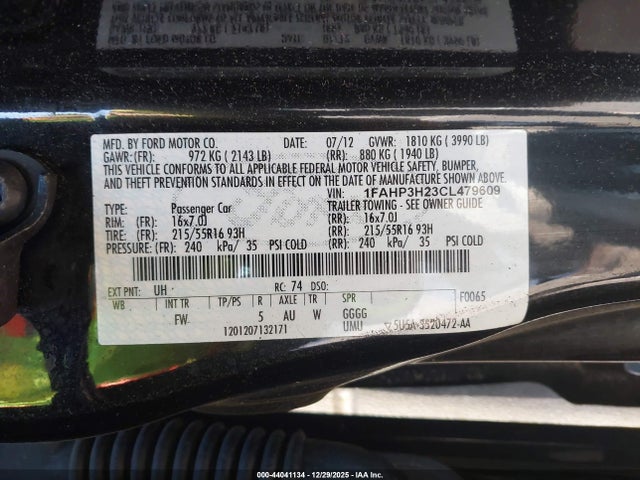 MFD. BY FORD MOTOR CO. DATE: 07/12 GVWR: 1810 KG ( 3990 LB)
GAWR: (FR): 972 KG ( 2143 LB) (RR): 880 KG ( 1940 LB)
THIS VEHICLE CONFORMS TO ALL APPLICABLE FEDERAL MOTOR VEHICLE SAFETY, BUMPER,
AND THEFT PREVENTION STANDARDS IN EFFECT ON THE DATE OF MANUFACTURE SHOWN ABOVE.
VIN: 1FAHP3H23CL479609
TYPE: Passenger Car TRAILER TOWING - SEE OWNER GUIDE
RIM: (FR): 16x7.0J (RR): 16x7.0J
TIRE: (FR): 215/55R16 93H (RR): 215/55R16 93H
PRESSURE: (FR): 240 kPa/ 35 PSI COLD (RR): 240 kPa/ 35 PSI COLD
EXT PNT: UH RC: 74 DSO: F0065
WB INT TR TP/PS R AXLE TR SPR
FW 5 AU W GGGG
1201207132171 UMU
000-44041134 | 12/29/2025 - IAA, Inc.